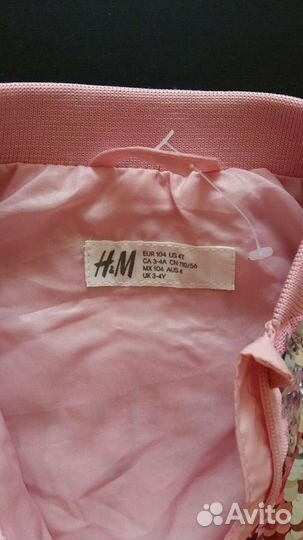 H&M
EUR 104 US 4T
CA 3-4A CN 110/56
MX 104 AUS 4
UK 3-4Y
Avito